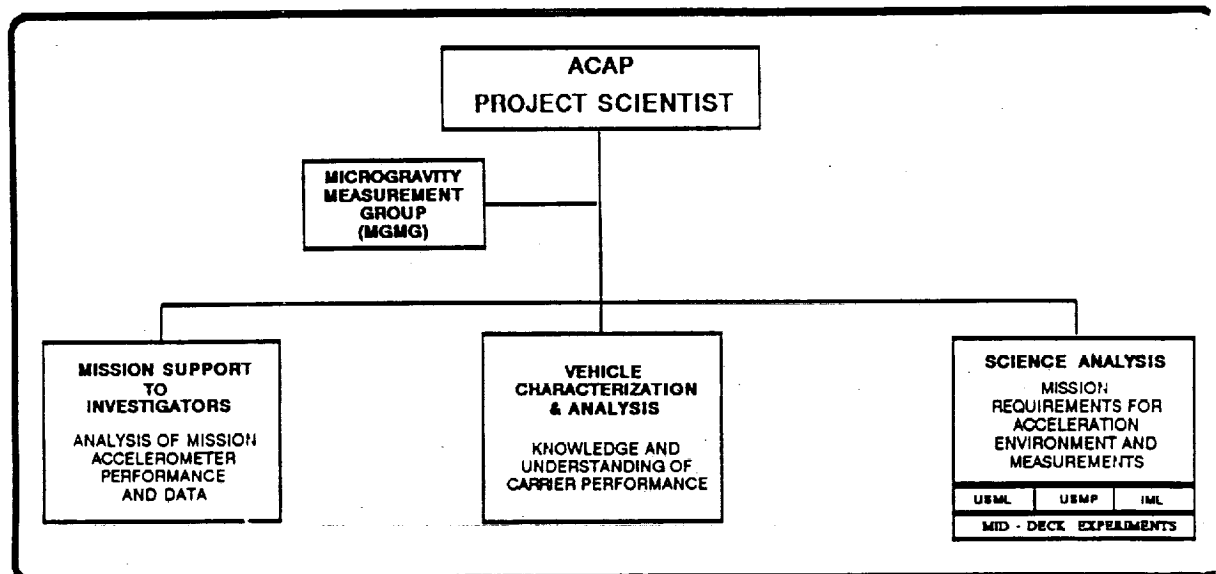 ACAP
PROJECT SCIENTIST
MICROGRAVITY
MEASUREMENT
GROUP
(MGMG)
MISSION SUPPORT
TO
INVESTIGATORS
ANALYSIS OF MISSION
ACCELEROMETER
PERFORMANCE
AND DATA
VEHICLE
CHARACTERIZATION
& ANALYSIS
KNOWLEDGE AND
UNDERSTANDING OF
CARRIER PERFORMANCE
SCIENCE ANALYSIS
MISSION
REQUIREMENTS FOR
ACCELERATION
ENVIRONMENT AND
MEASUREMENTS
USML USMP IML
MID - DECK EXPERIMENTS